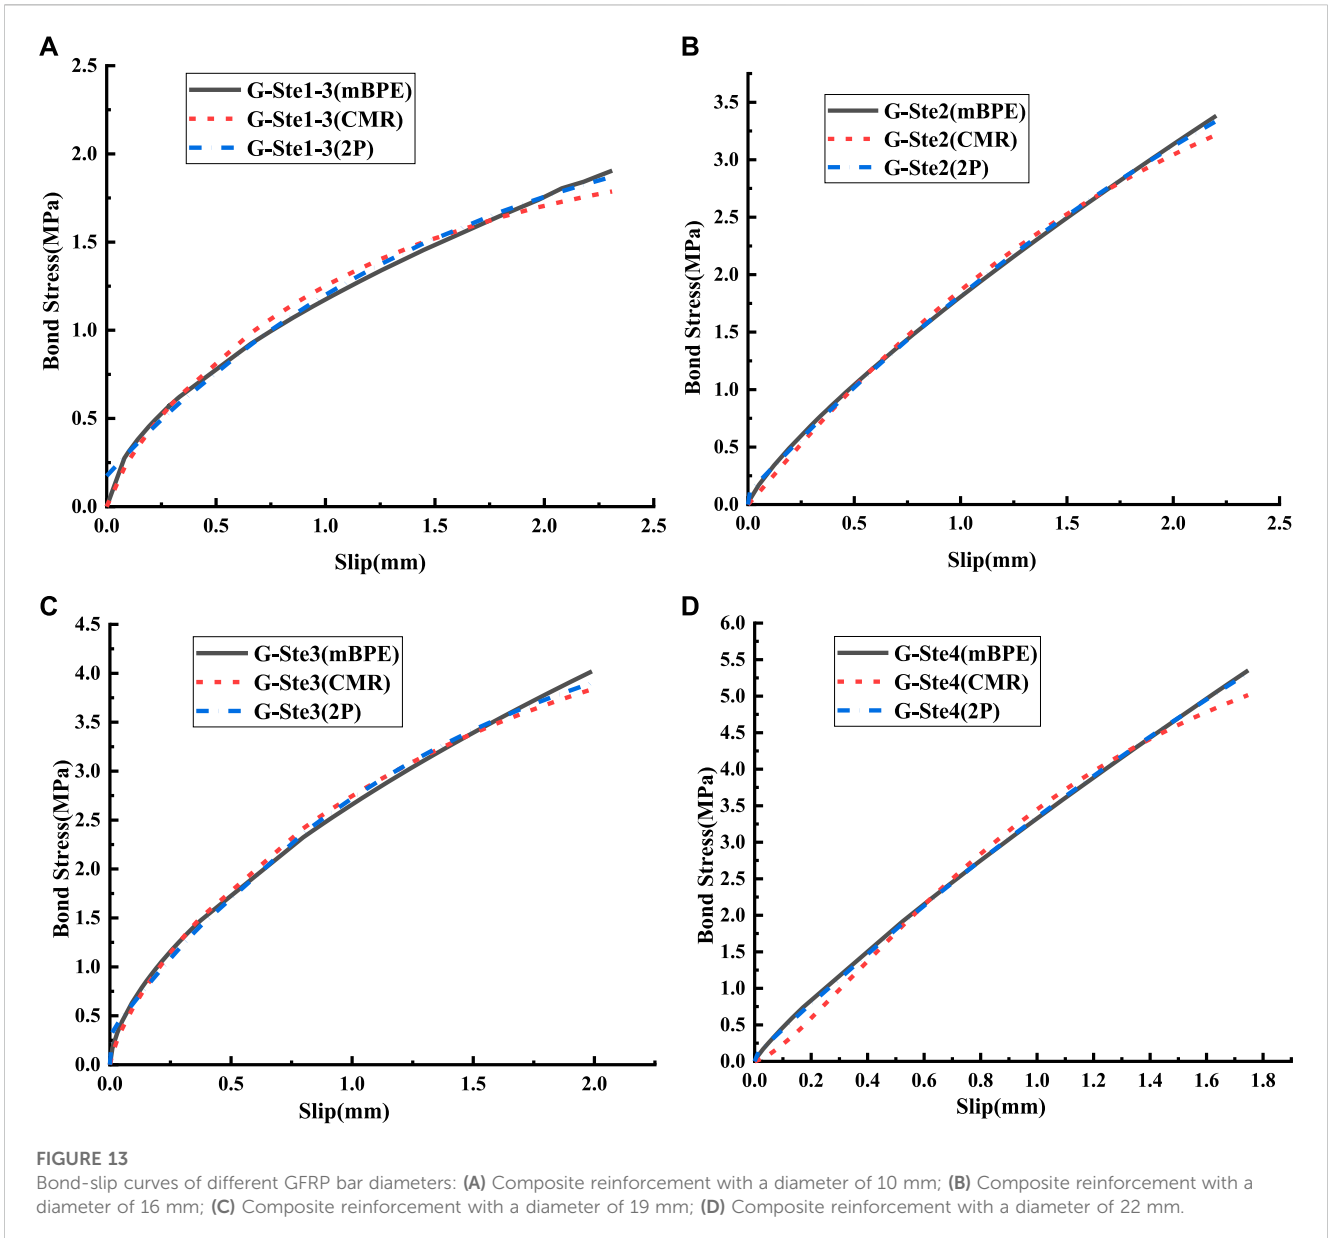 A
2.5
2.0
1.5
1.0
0.5
0.0
Bond Stress(MPa)
G-Ste1-3(mBPE)
G-Ste1-3(CMR)
G-Ste1-3(2P)
0.0 0.5 1.0 1.5 2.0 2.5
Slip(mm)
B
3.5
3.0
2.5
2.0
1.5
1.0
0.5
0.0
Bond Stress(MPa)
G-Ste2(mBPE)
G-Ste2(CMR)
G-Ste2(2P)
0.0 0.5 1.0 1.5 2.0 2.5
Slip(mm)
C
4.5
4.0
3.5
3.0
2.5
2.0
1.5
1.0
0.5
0.0
Bond Stress(MPa)
G-Ste3(mBPE)
G-Ste3(CMR)
G-Ste3(2P)
0.0 0.5 1.0 1.5 2.0
Slip(mm)
D
6.0
5.5
5.0
4.5
4.0
3.5
3.0
2.5
2.0
1.5
1.0
0.5
0.0
Bond Stress(MPa)
G-Ste4(mBPE)
G-Ste4(CMR)
G-Ste4(2P)
0.0 0.2 0.4 0.6 0.8 1.0 1.2 1.4 1.6 1.8
Slip(mm)
FIGURE 13
Bond-slip curves of different GFRP bar diameters: (A) Composite reinforcement with a diameter of 10 mm; (B) Composite reinforcement with a
diameter of 16 mm; (C) Composite reinforcement with a diameter of 19 mm; (D) Composite reinforcement with a diameter of 22 mm.